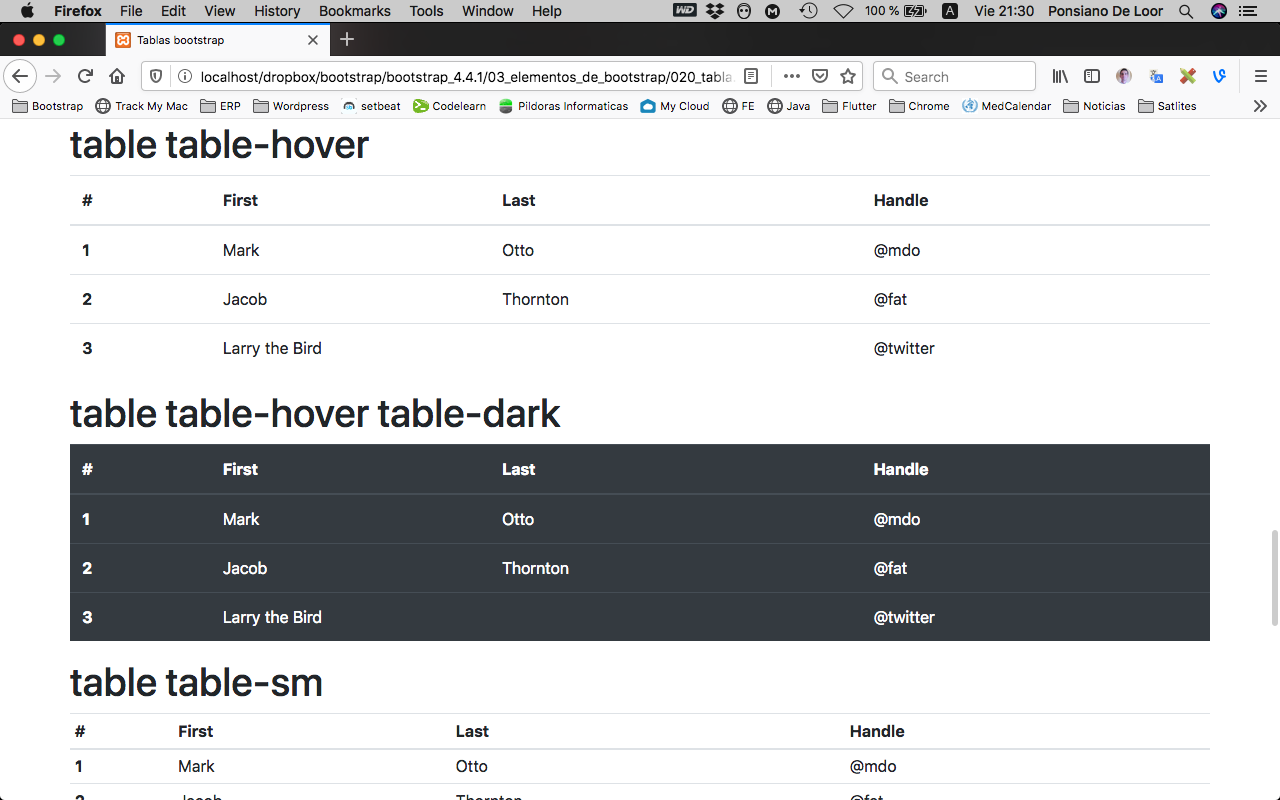 Firefox File Edit View History Bookmarks Tools Window Help WD M 100 % A Vie 21:30 Ponsiano De Loor
Tablas bootstrap
localhost/dropbox/bootstrap/bootstrap_4.4.1/03_elementos_de_bootstrap/020_tabla. Search
Bootstrap Track My Mac ERP Wordpress setbeat Codelearn Pildoras Informaticas My Cloud FE Java Flutter Chrome MedCalendar Noticias Satlites
table table-hover
# First Last Handle
1 Mark Otto @mdo
2 Jacob Thornton @fat
3 Larry the Bird @twitter
table table-hover table-dark
# First Last Handle
1 Mark Otto @mdo
2 Jacob Thornton @fat
3 Larry the Bird @twitter
table table-sm
# First Last Handle
1 Mark Otto @mdo
2 Jacob Thornton @fat